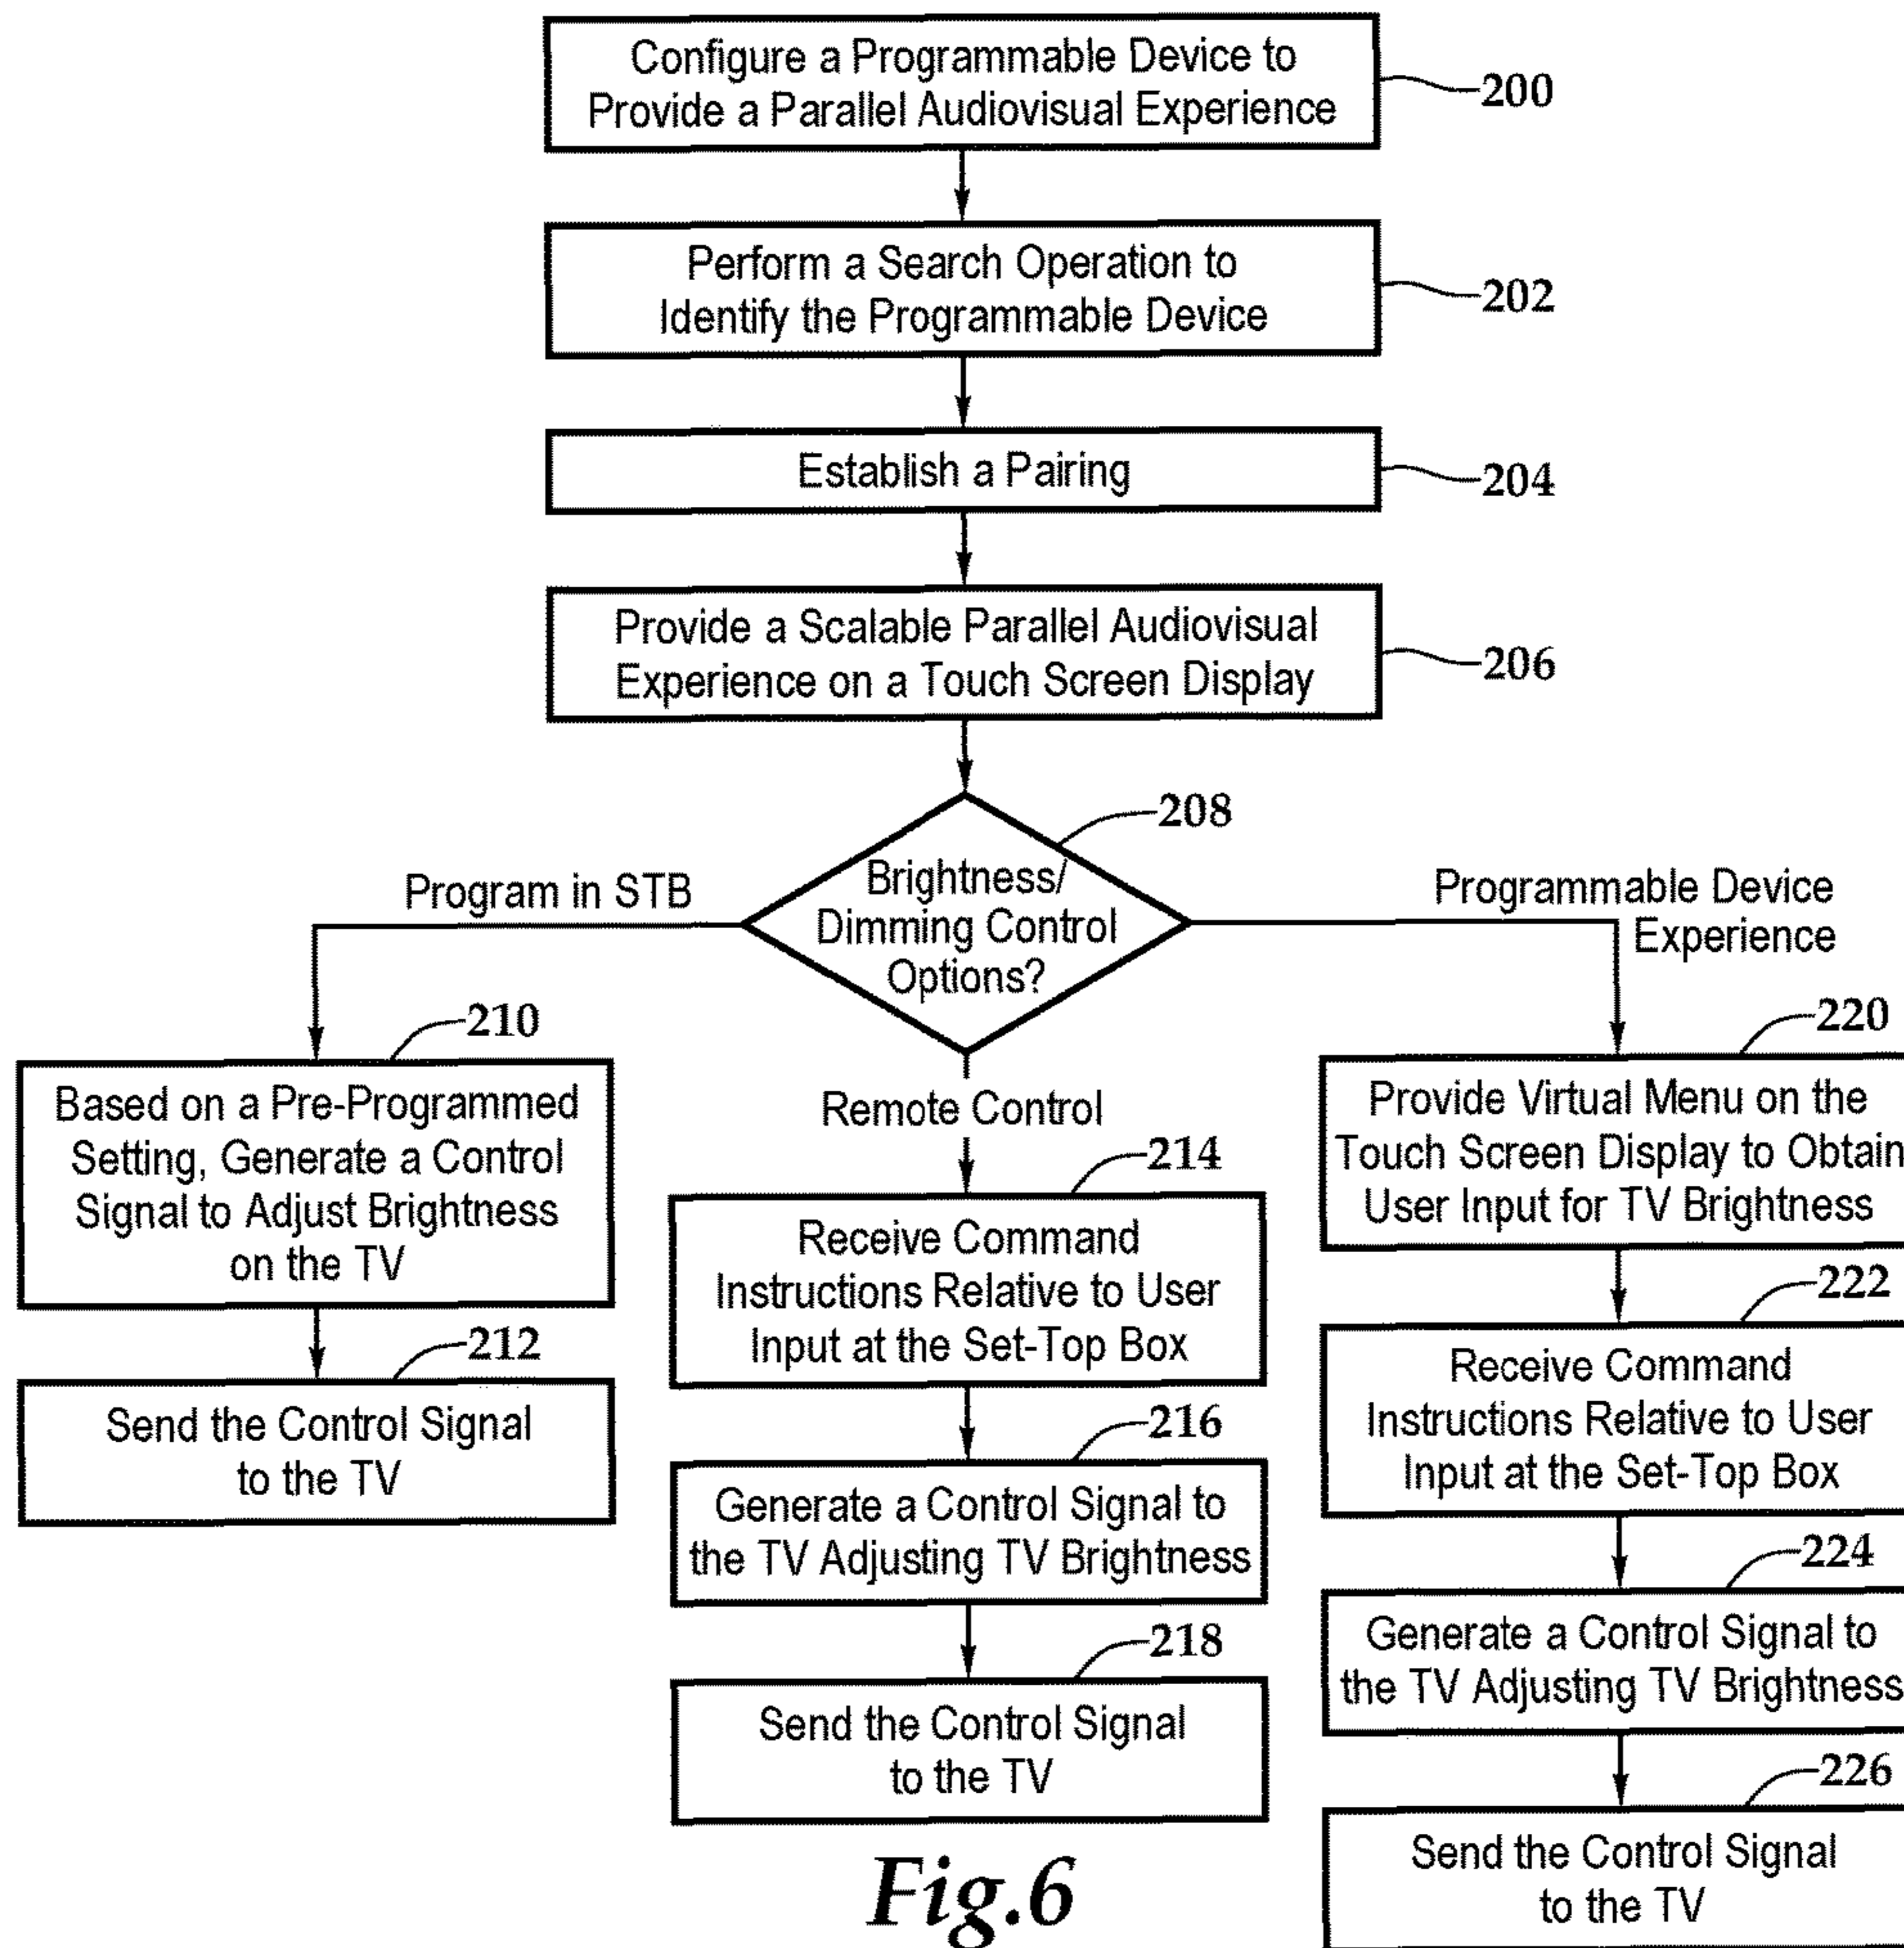 Configure a Programmable Device to
Provide a Parallel Audiovisual Experience
200
Perform a Search Operation to
Identify the Programmable Device
202
Establish a Pairing
204
Provide a Scalable Parallel Audiovisual
Experience on a Touch Screen Display
206
208
Brightness/
Dimming Control
Options?
Program in STB
210
Based on a Pre-Programmed
Setting, Generate a Control
Signal to Adjust Brightness
on the TV
212
Send the Control Signal
to the TV
Remote Control
214
Receive Command
Instructions Relative to User
Input at the Set-Top Box
216
Generate a Control Signal to
the TV Adjusting TV Brightness
218
Send the Control Signal
to the TV
Programmable Device
Experience
220
Provide Virtual Menu on the
Touch Screen Display to Obtain
User Input for TV Brightness
222
Receive Command
Instructions Relative to User
Input at the Set-Top Box
224
Generate a Control Signal to
the TV Adjusting TV Brightness
226
Send the Control Signal
to the TV
Fig.6